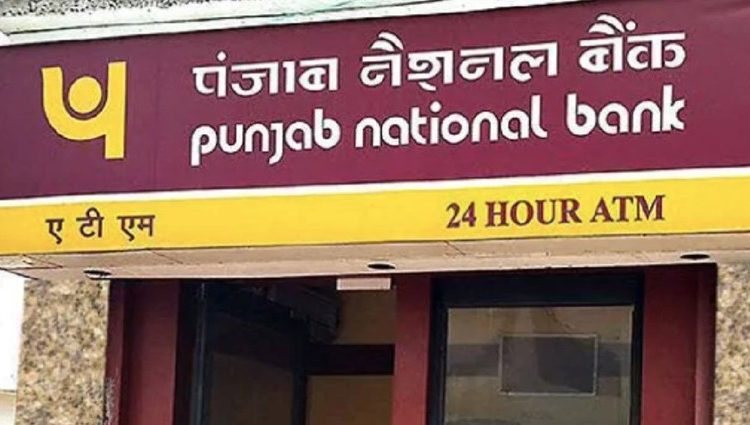 पंजाब नैशनल बैंक
punjab national bank
ए टी एम
24 HOUR ATM